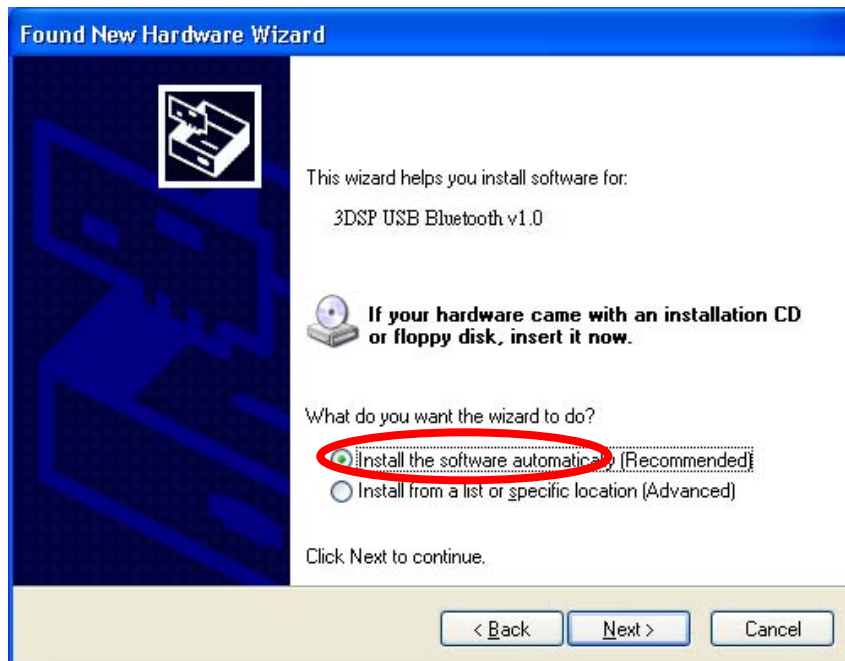 Found New Hardware Wizard
This wizard helps you install software for:
3DSP USB Bluetooth v1.0
If your hardware came with an installation CD
or floppy disk, insert it now.
What do you want the wizard to do?
Install the software automatically (Recommended)
Install from a list or specific location (Advanced)
Click Next to continue.
< Back
Next >
Cancel